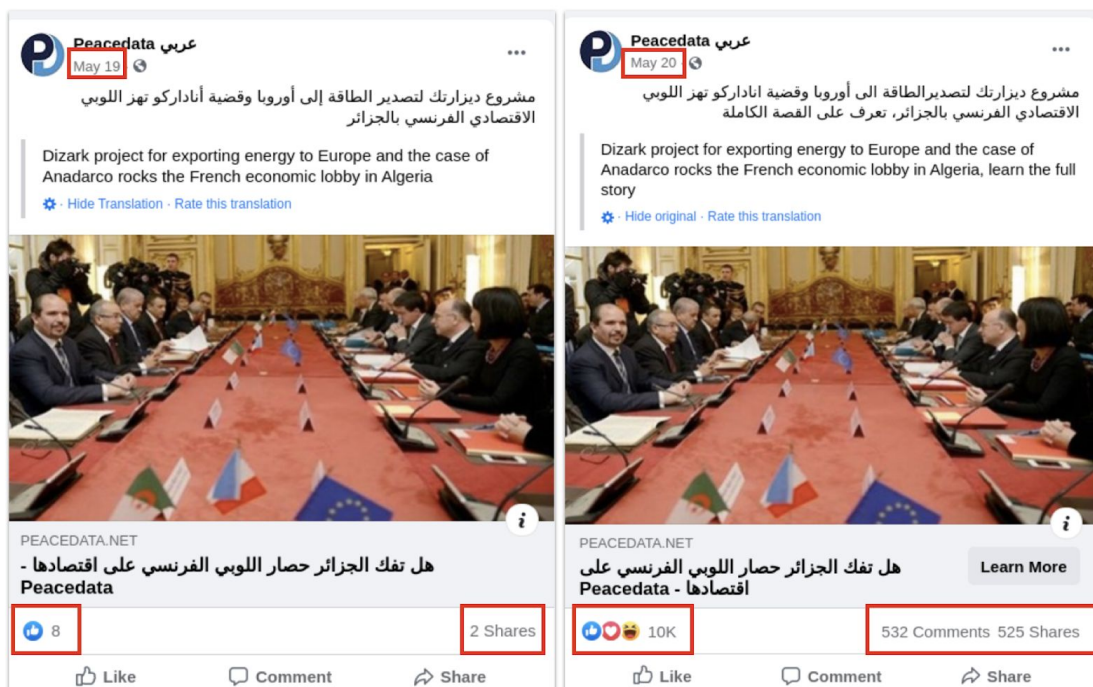 Peacedata عربي
May 19
مشروع ديزارتك لتصدير الطاقة إلى أوروبا وقضية أناداركو تهز اللوبي
الاقتصادي الفرنسي بالجزائر
Dizark project for exporting energy to Europe and the case of
Anadarco rocks the French economic lobby in Algeria
· Hide Translation · Rate this translation
PEACEDATA.NET
هل تفك الجزائر حصار اللوبي الفرنسي على اقتصادها -
Peacedata
8
2 Shares
Like Comment Share
Peacedata عربي
May 20
مشروع ديزارتك لتصديرالطاقة الى أوروبا وقضية اناداركو تهز اللوبي
الاقتصادي الفرنسي بالجزائر، تعرف على القصة الكاملة
Dizark project for exporting energy to Europe and the case of
Anadarco rocks the French economic lobby in Algeria, learn the full
story
· Hide original · Rate this translation
PEACEDATA.NET
هل تفك الجزائر حصار اللوبي الفرنسي على
اقتصادها - Peacedata
Learn More
10K
532 Comments 525 Shares
Like Comment Share